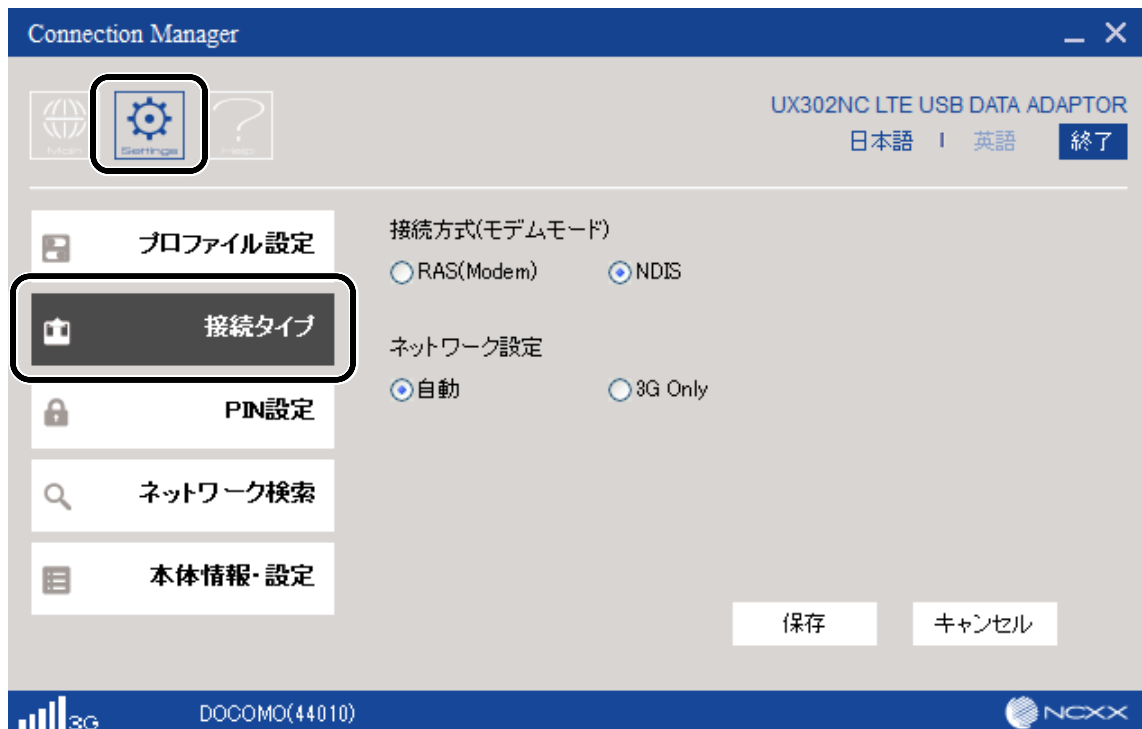 Connection Manager
Main
Settings
Help
UX302NC LTE USB DATA ADAPTOR
日本語 | 英語 終了
プロファイル設定
接続タイプ
PIN設定
ネットワーク検索
本体情報・設定
接続方式(モデムモード)
RAS(Modem) NDIS
ネットワーク設定
自動 3G Only
保存 キャンセル
3G DOCOMO(44010) NCXX